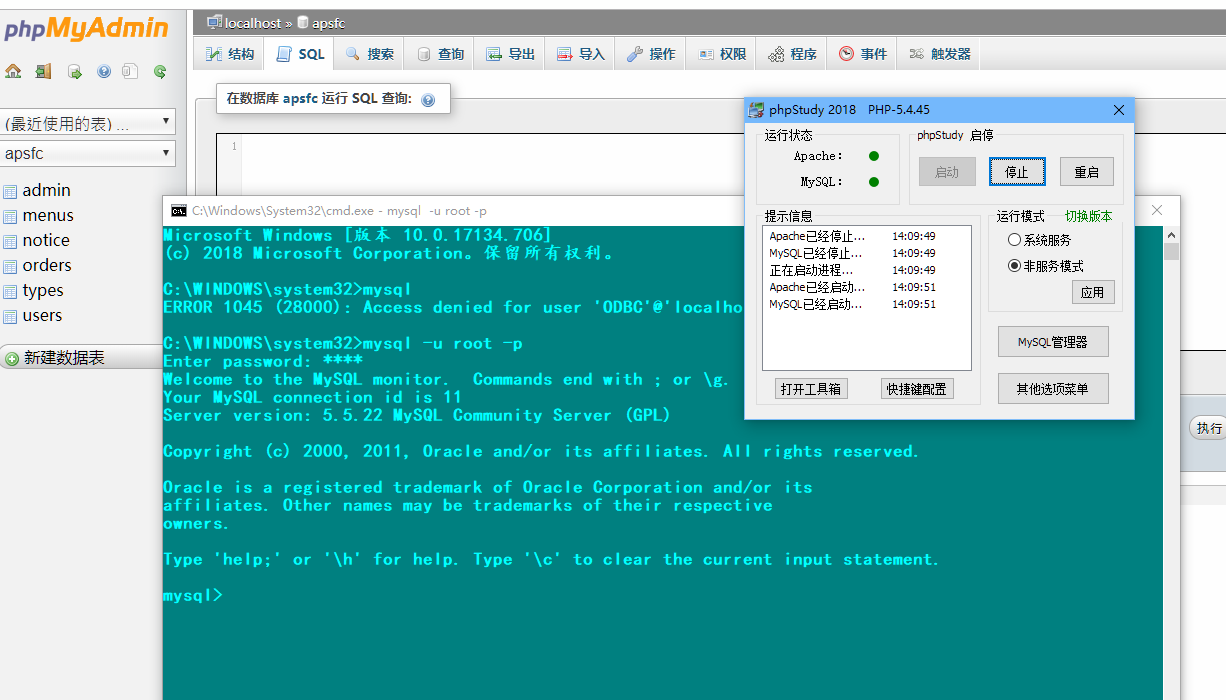 phpMyAdmin
localhost » apsfc
结构 SQL 搜索 查询 导出 导入 操作 权限 程序 事件 触发器
(最近使用的表) ...
apsfc
admin
menus
notice
orders
types
users
新建数据表
在数据库 apsfc 运行 SQL 查询:
1
执行
phpStudy 2018 PHP-5.4.45
运行状态
Apache:
MySQL:
phpStudy 启停
启动 停止 重启
提示信息
Apache已经停止... 14:09:49
MySQL已经停止... 14:09:49
正在启动进程... 14:09:49
Apache已经启动... 14:09:51
MySQL已经启动... 14:09:51
打开工具箱 快捷键配置
运行模式 切换版本
系统服务
非服务模式
应用
MySQL管理器
其他选项菜单
C:\Windows\System32\cmd.exe - mysql -u root -p
Microsoft Windows [版本 10.0.17134.706]
(c) 2018 Microsoft Corporation。保留所有权利。
C:\WINDOWS\system32>mysql
ERROR 1045 (28000): Access denied for user 'ODBC'@'localho
C:\WINDOWS\system32>mysql -u root -p
Enter password: ****
Welcome to the MySQL monitor.  Commands end with ; or \g.
Your MySQL connection id is 11
Server version: 5.5.22 MySQL Community Server (GPL)
Copyright (c) 2000, 2011, Oracle and/or its affiliates. All rights reserved.
Oracle is a registered trademark of Oracle Corporation and/or its
affiliates. Other names may be trademarks of their respective
owners.
Type 'help;' or '\h' for help. Type '\c' to clear the current input statement.
mysql>